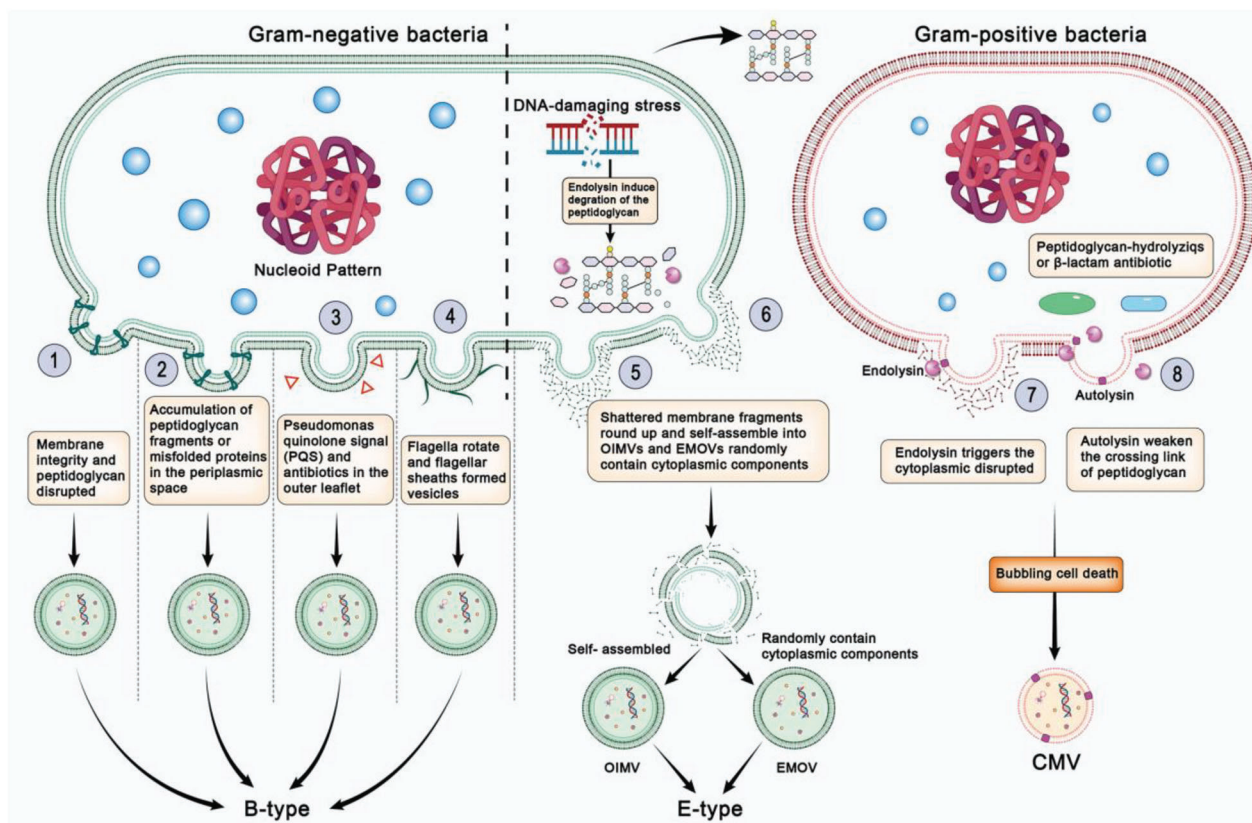 Gram-negative bacteria
Gram-positive bacteria
DNA-damaging stress
Endolysin induce
degration of the
peptidoglycan
Nucleoid Pattern
Peptidoglycan-hydrolyziqs
or β-lactam antibiotic
1
2
3
4
5
6
Endolysin
7
Autolysin
8
Membrane
integrity and
peptidoglycan
disrupted
Accumulation of
peptidoglycan
fragments or
misfolded proteins
in the periplasmic
space
Pseudomonas
quinolone signal
(PQS) and
antibiotics in the
outer leaflet
Flagella rotate
and flagellar
sheaths formed
vesicles
Shattered membrane fragments
round up and self-assemble into
OIMVs and EMOVs randomly
contain cytoplasmic components
Endolysin triggers the
cytoplasmic disrupted
Autolysin weaken
the crossing link
of peptidoglycan
Bubbling cell death
Self- assembled
Randomly contain
cytoplasmic components
OIMV
EMOV
CMV
B-type
E-type